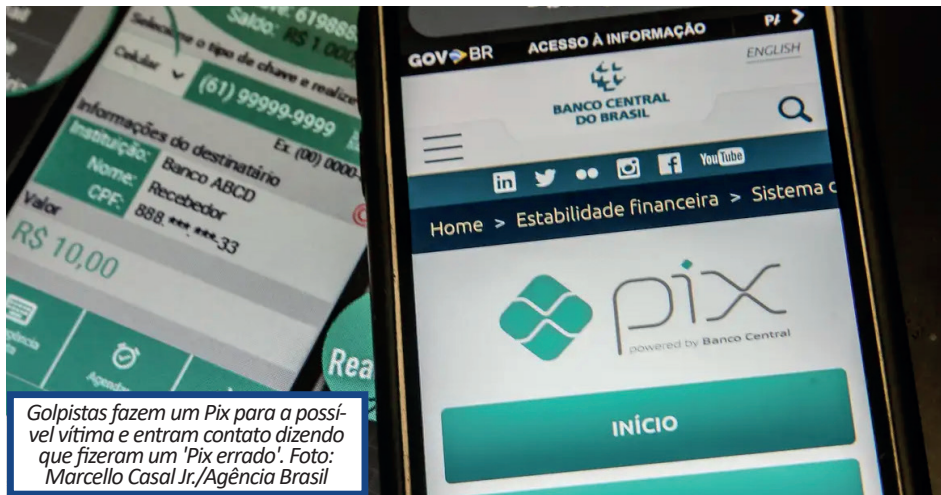 Saldo: R$ 1.000
Selecione o tipo de chave e realize
Celular
(61) 99999-9999
Ex. (00) 0000-
Informações do destinatário
Instituição: Banco ABCD
Nome: Recebedor
CPF: 888.***.***-33
Valor
R$ 10,00
Rea
GOV BR
ACESSO À INFORMAÇÃO
ENGLISH
BANCO CENTRAL
DO BRASIL
in
f
You Tube
Home > Estabilidade financeira > Sistema
pix
powered by Banco Central
INÍCIO
Golpistas fazem um Pix para a possí-
vel vítima e entram contato dizendo
que fizeram um 'Pix errado'. Foto:
Marcello Casal Jr./Agência Brasil